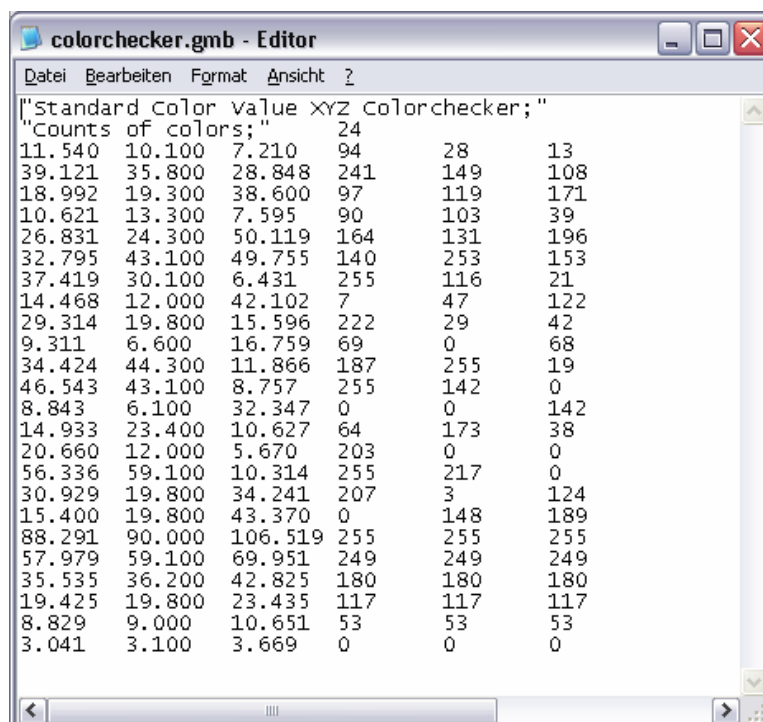 colorchecker.gmb - Editor
Datei Bearbeiten Format Ansicht ?
"Standard Color Value XYZ Colorchecker;"
"Counts of colors;" 24
11.540 10.100 7.210 94 28 13
39.121 35.800 28.848 241 149 108
18.992 19.300 38.600 97 119 171
10.621 13.300 7.595 90 103 39
26.831 24.300 50.119 164 131 196
32.795 43.100 49.755 140 253 153
37.419 30.100 6.431 255 116 21
14.468 12.000 42.102 7 47 122
29.314 19.800 15.596 222 29 42
9.311 6.600 16.759 69 0 68
34.424 44.300 11.866 187 255 19
46.543 43.100 8.757 255 142 0
8.843 6.100 32.347 0 0 142
14.933 23.400 10.627 64 173 38
20.660 12.000 5.670 203 0 0
56.336 59.100 10.314 255 217 0
30.929 19.800 34.241 207 3 124
15.400 19.800 43.370 0 148 189
88.291 90.000 106.519 255 255 255
57.979 59.100 69.951 249 249 249
35.535 36.200 42.825 180 180 180
19.425 19.800 23.435 117 117 117
8.829 9.000 10.651 53 53 53
3.041 3.100 3.669 0 0 0